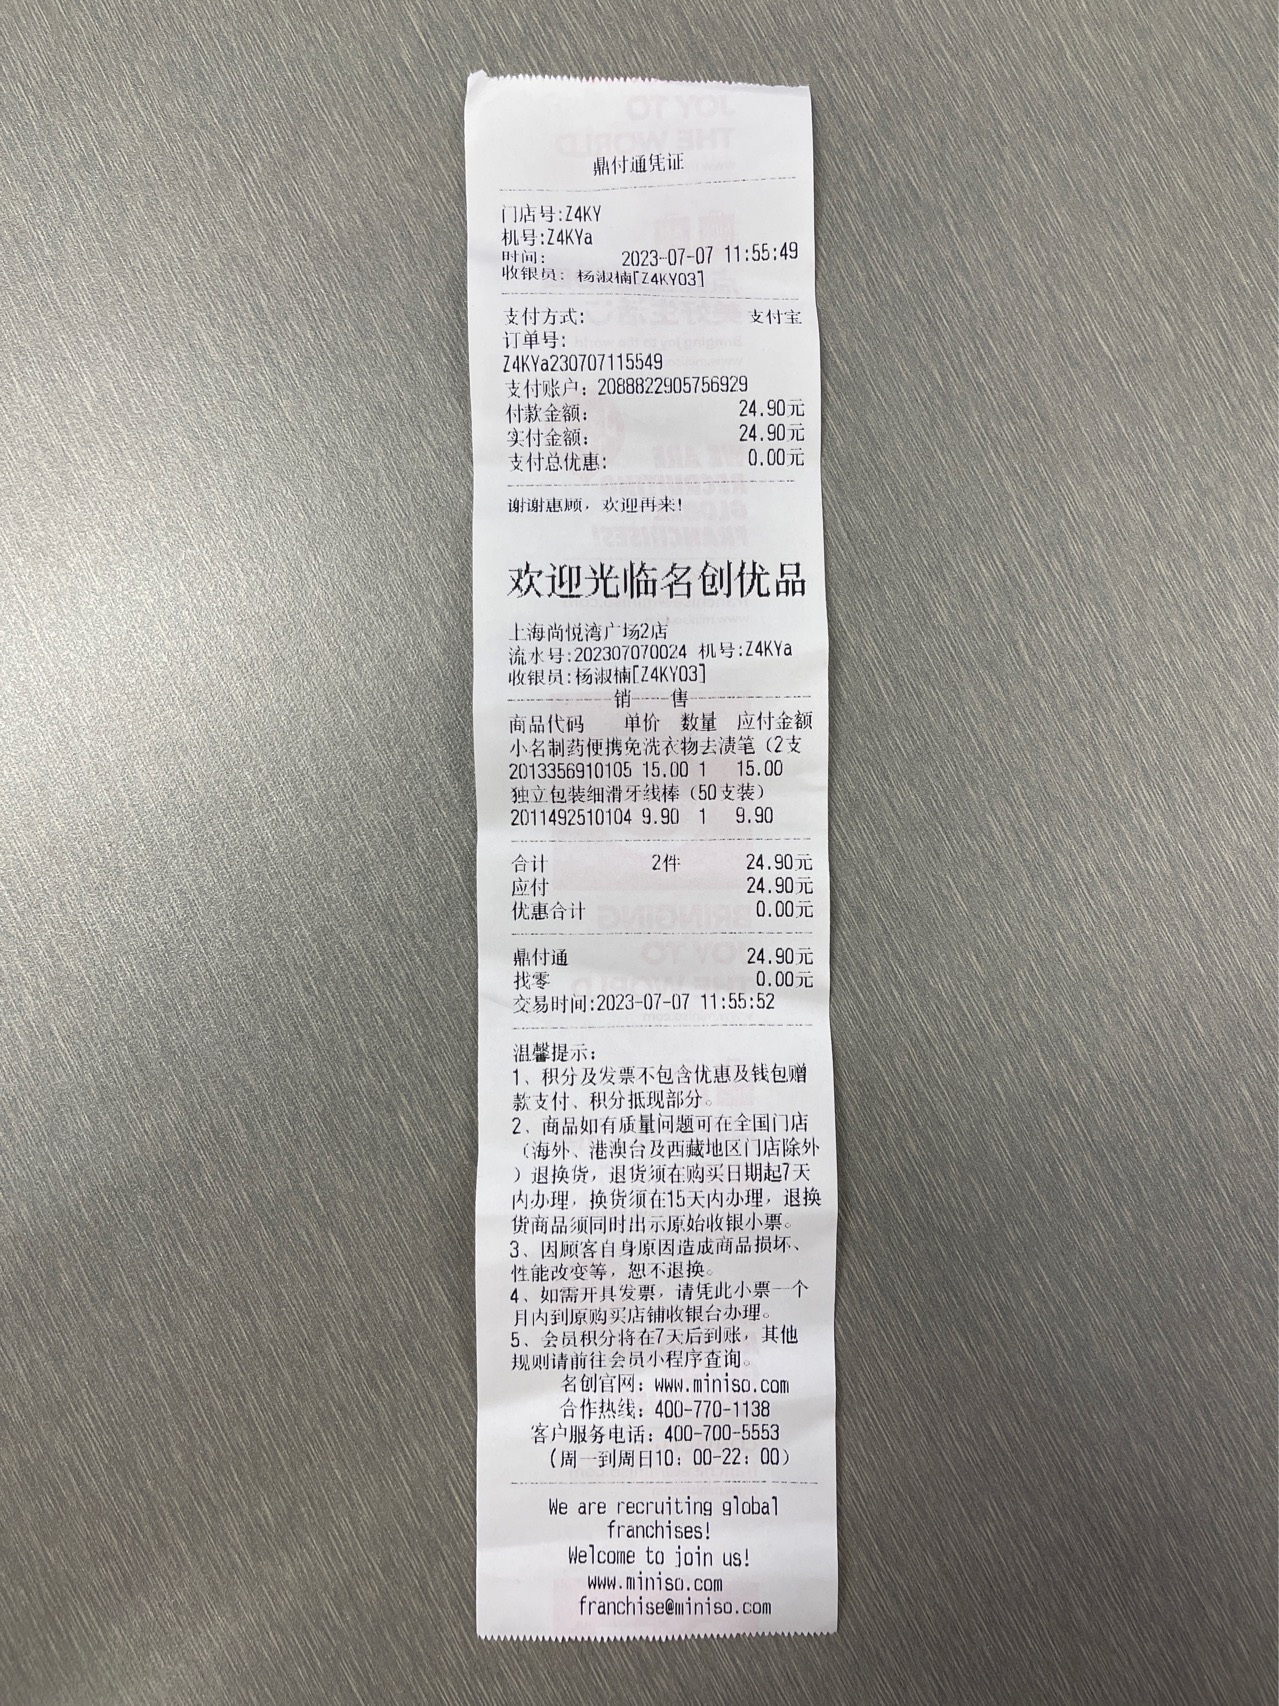 鼎付通凭证
门店号:Z4KY
机号:Z4KYa
时间: 2023-07-07 11:55:49
收银员: 杨淑楠[Z4KY03]
支付方式: 支付宝
订单号:
Z4KYa230707115549
支付账户: 2088822905756929
付款金额: 24.90元
实付金额: 24.90元
支付总优惠: 0.00元
谢谢惠顾，欢迎再来!
欢迎光临名创优品
上海尚悦湾广场2店
流水号:202307070024 机号:Z4KYa
收银员:杨淑楠[Z4KY03]
销----售
商品代码 单价 数量 应付金额
小名制药便携免洗衣物去渍笔（2支
2013356910105 15.00 1 15.00
独立包装细滑牙线棒（50支装）
2011492510104 9.90 1 9.90
合计 2件 24.90元
应付 24.90元
优惠合计 0.00元
鼎付通 24.90元
找零 0.00元
交易时间:2023-07-07 11:55:52
温馨提示:
1、积分及发票不包含优惠及钱包赠
款支付、积分抵现部分。
2、商品如有质量问题可在全国门店
（海外、港澳台及西藏地区门店除外
）退换货，退货须在购买日期起7天
内办理，换货须在15天内办理，退换
货商品须同时出示原始收银小票。
3、因顾客自身原因造成商品损坏、
性能改变等，恕不退换。
4、如需开具发票，请凭此小票一个
月内到原购买店铺收银台办理。
5、会员积分将在7天后到账，其他
规则请前往会员小程序查询。
名创官网: www.miniso.com
合作热线: 400-770-1138
客户服务电话: 400-700-5553
(周一到周日10: 00-22: 00)
We are recruiting global
franchises!
Welcome to join us!
www.miniso.com
franchise@miniso.com